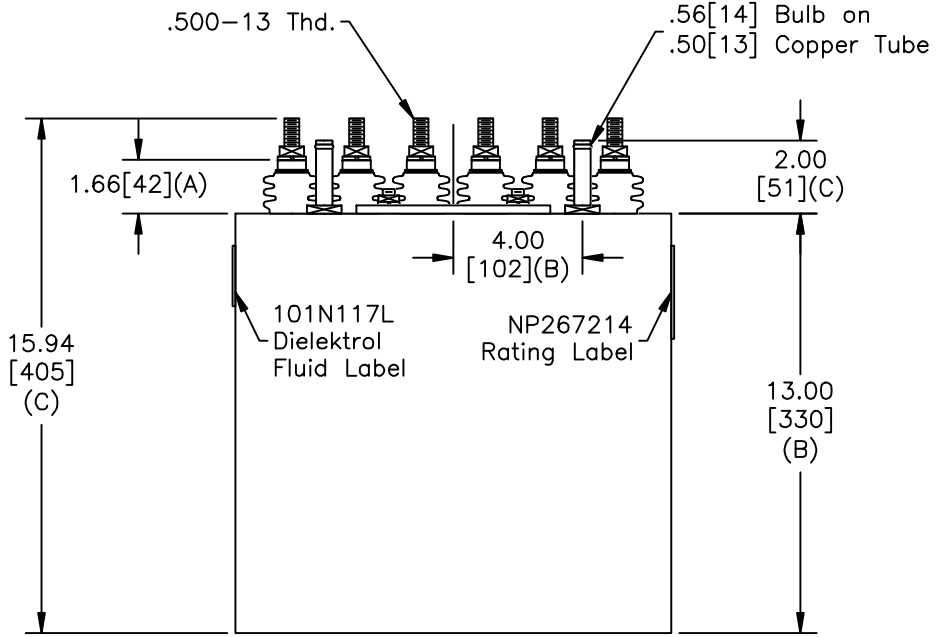 .500-13 Thd.
.56[14] Bulb on
.50[13] Copper Tube
1.66[42](A)
2.00
[51](C)
4.00
[102](B)
101N117L
Dielektrol
Fluid Label
NP267214
Rating Label
15.94
[405]
(C)
13.00
[330]
(B)